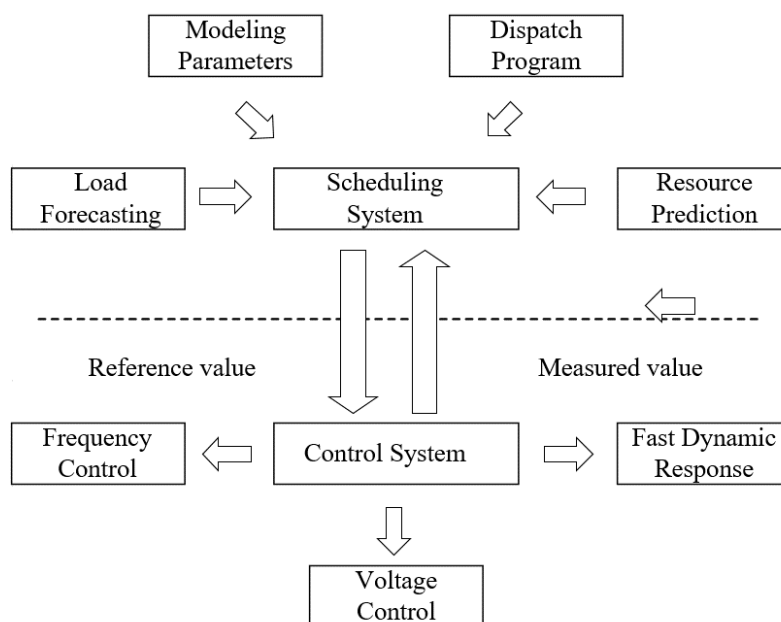 Modeling
Parameters
Dispatch
Program
Load
Forecasting
Scheduling
System
Resource
Prediction
Reference value
Measured value
Frequency
Control
Control System
Fast Dynamic
Response
Voltage
Control